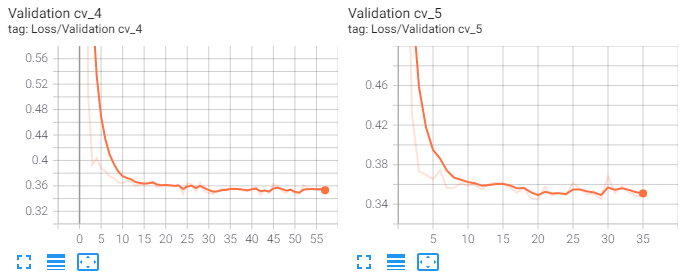 Validation cv_4
tag: Loss/Validation cv_4
0.56
0.52
0.48
0.44
0.4
0.36
0.32
0 5 10 15 20 25 30 35 40 45 50 55
Validation cv_5
tag: Loss/Validation cv_5
0.46
0.42
0.38
0.34
5 10 15 20 25 30 35